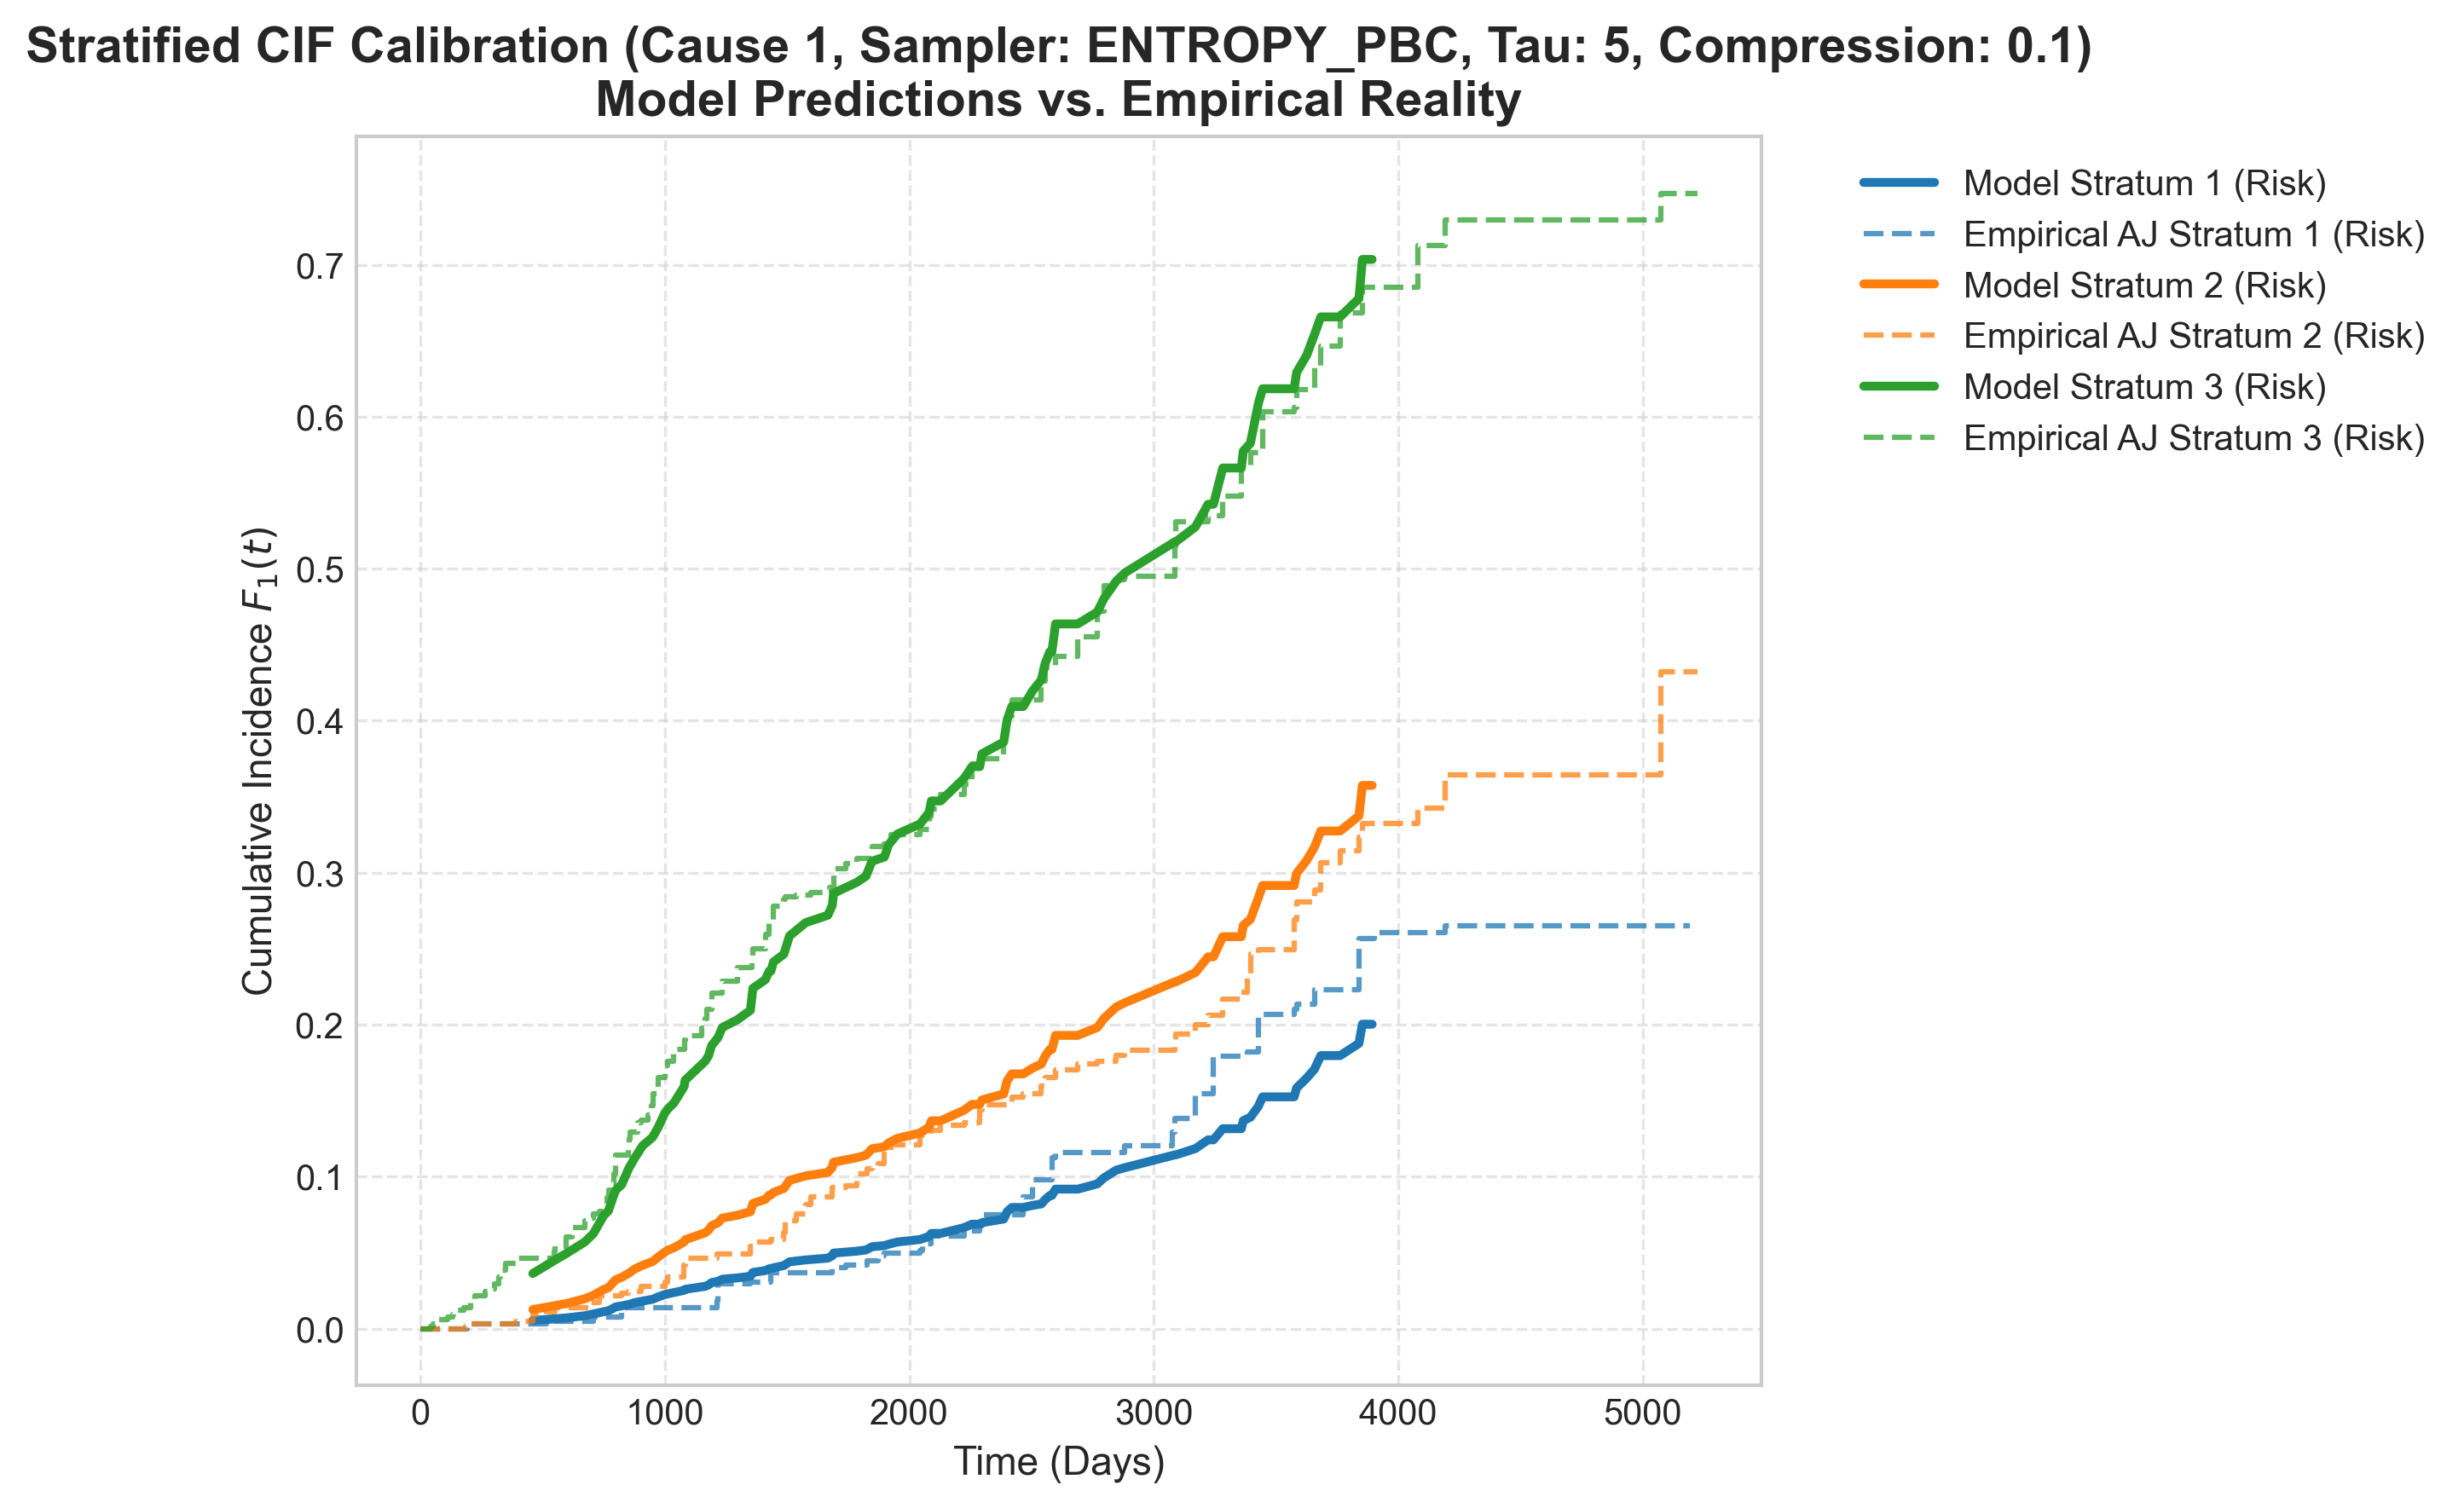 Stratified CIF Calibration (Cause 1, Sampler: ENTROPY_PBC, Tau: 5, Compression: 0.1)
Model Predictions vs. Empirical Reality
Model Stratum 1 (Risk)
Empirical AJ Stratum 1 (Risk)
Model Stratum 2 (Risk)
Empirical AJ Stratum 2 (Risk)
Model Stratum 3 (Risk)
Empirical AJ Stratum 3 (Risk)
Cumulative Incidence F₁(t)
0.7
0.6
0.5
0.4
0.3
0.2
0.1
0.0
0 1000 2000 3000 4000 5000
Time (Days)